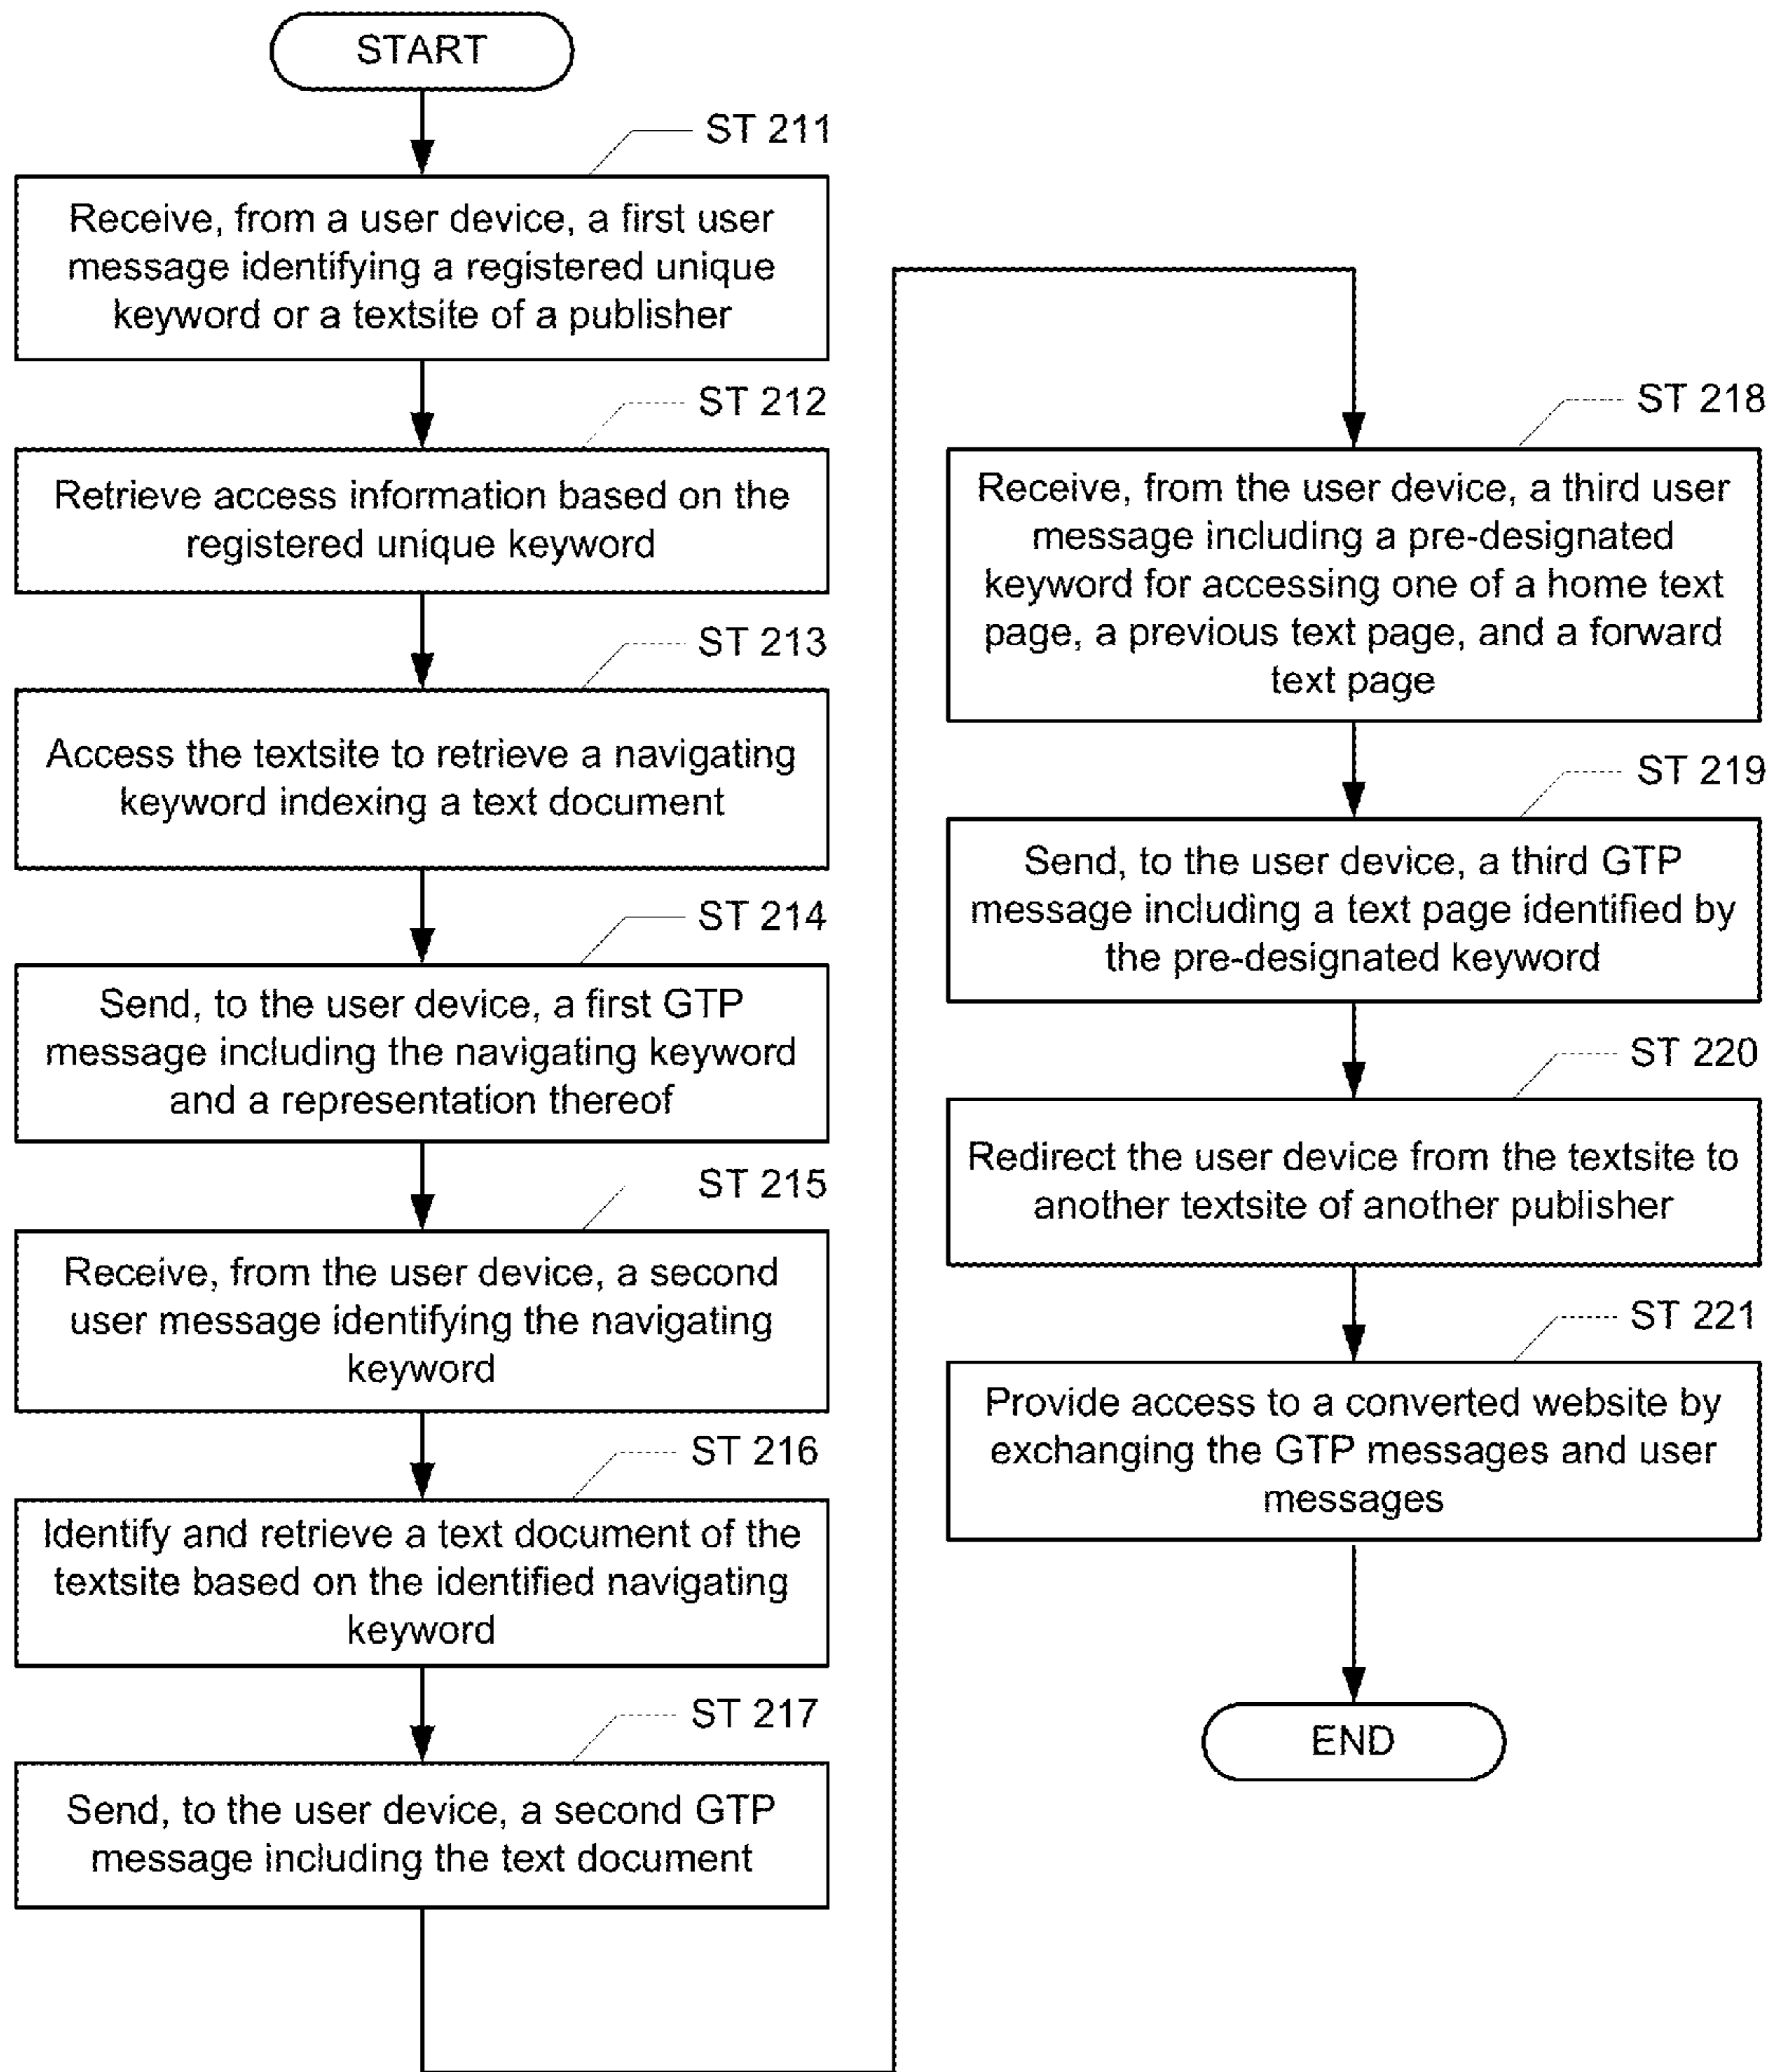 START
ST 211
Receive, from a user device, a first user
message identifying a registered unique
keyword or a textsite of a publisher
ST 212
Retrieve access information based on the
registered unique keyword
ST 213
Access the textsite to retrieve a navigating
keyword indexing a text document
ST 214
Send, to the user device, a first GTP
message including the navigating keyword
and a representation thereof
ST 215
Receive, from the user device, a second
user message identifying the navigating
keyword
ST 216
Identify and retrieve a text document of the
textsite based on the identified navigating
keyword
ST 217
Send, to the user device, a second GTP
message including the text document
ST 218
Receive, from the user device, a third user
message including a pre-designated
keyword for accessing one of a home text
page, a previous text page, and a forward
text page
ST 219
Send, to the user device, a third GTP
message including a text page identified by
the pre-designated keyword
ST 220
Redirect the user device from the textsite to
another textsite of another publisher
ST 221
Provide access to a converted website by
exchanging the GTP messages and user
messages
END